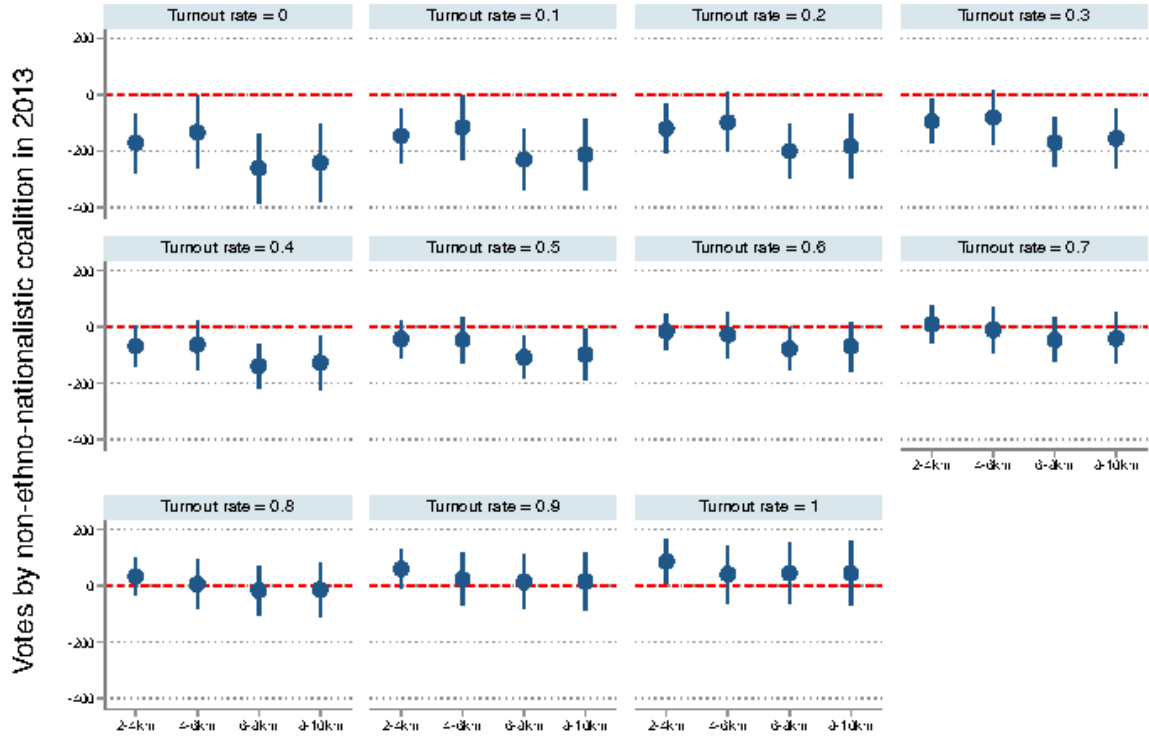 Votes by non-ethno-nationalistic coalition in 2013
Turnout rate = 0
Turnout rate = 0.1
Turnout rate = 0.2
Turnout rate = 0.3
200
0
-200
-400
Turnout rate = 0.4
Turnout rate = 0.5
Turnout rate = 0.6
Turnout rate = 0.7
200
0
-200
-400
2-4km 4-6km 6-8km 8-10km
Turnout rate = 0.8
Turnout rate = 0.9
Turnout rate = 1
200
0
-200
-400
2-4km 4-6km 6-8km 8-10km
2-4km 4-6km 6-8km 8-10km
2-4km 4-6km 6-8km 8-10km